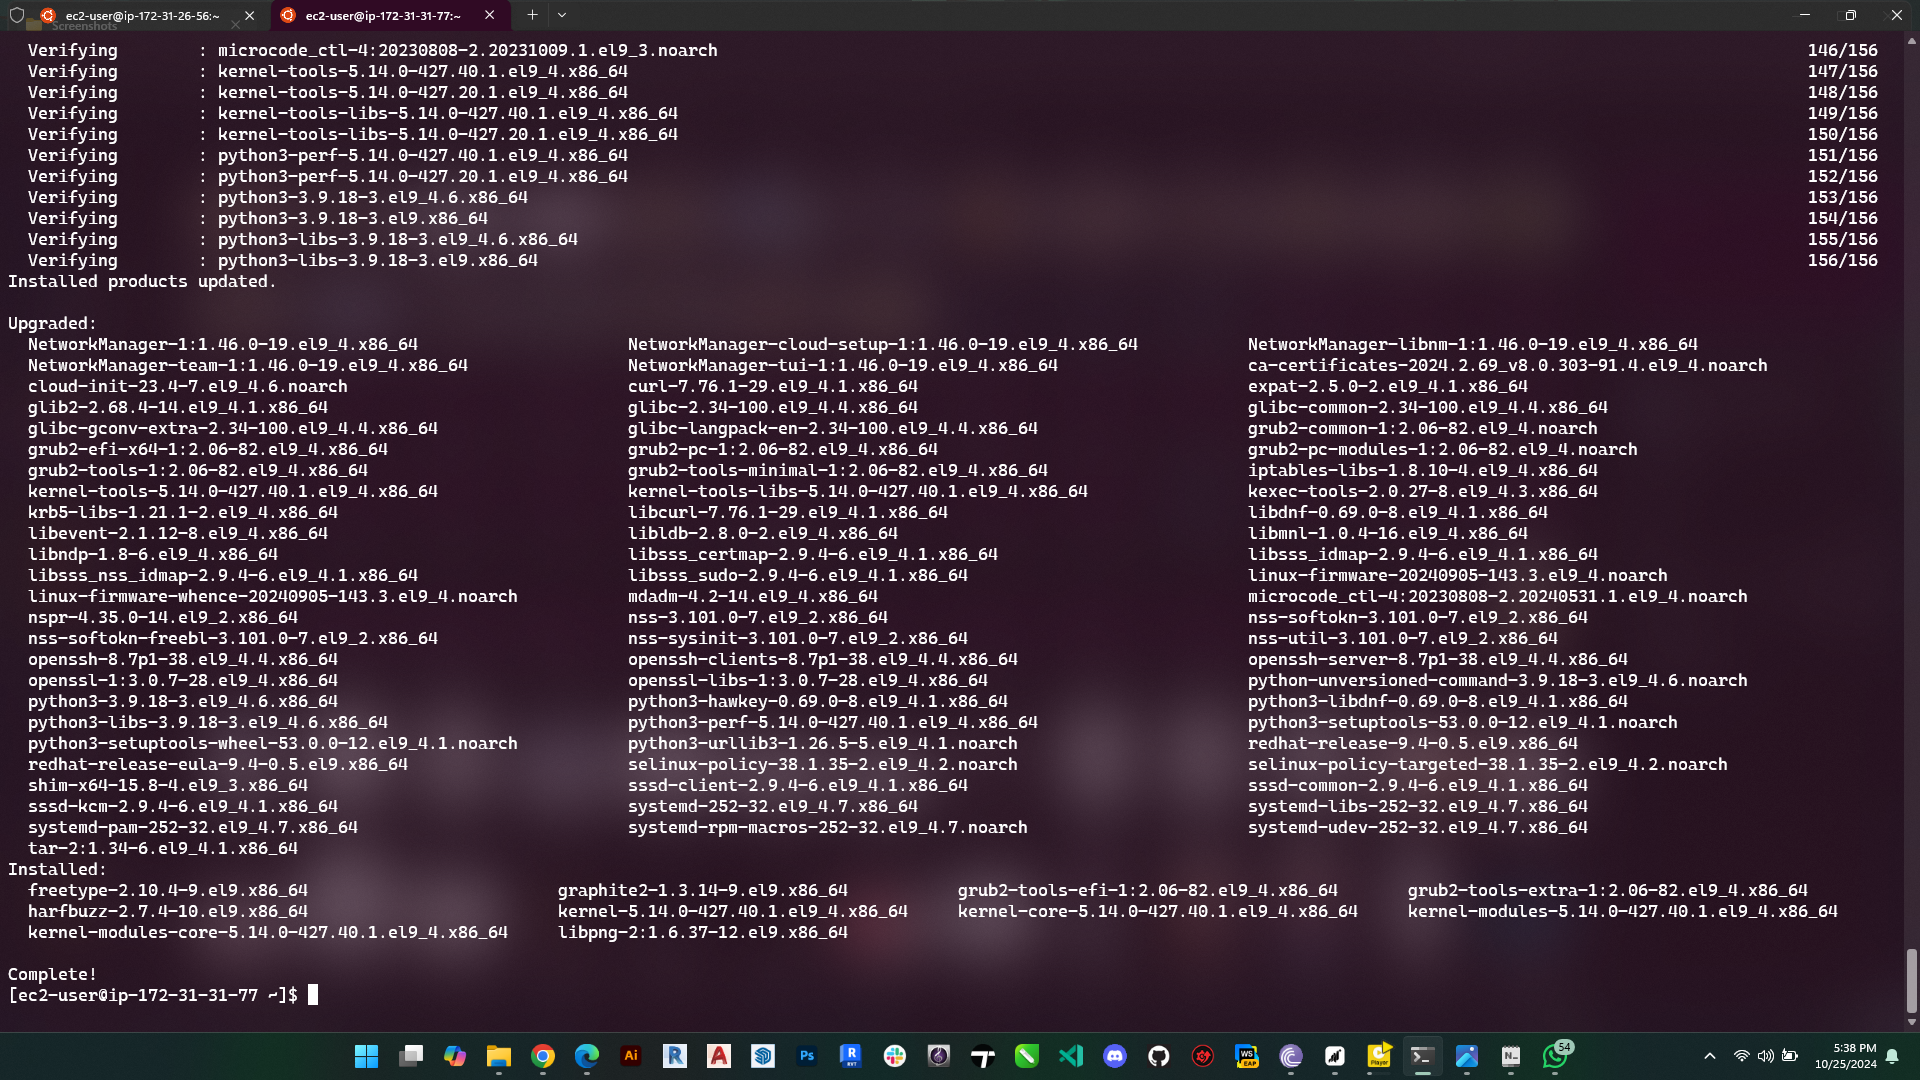 ec2-user@ip-172-31-26-56:~
ec2-user@ip-172-31-31-77:~
Screenshots
Verifying : microcode_ctl-4:20230808-2.20231009.1.el9_3.noarch 146/156
Verifying : kernel-tools-5.14.0-427.40.1.el9_4.x86_64 147/156
Verifying : kernel-tools-5.14.0-427.20.1.el9_4.x86_64 148/156
Verifying : kernel-tools-libs-5.14.0-427.40.1.el9_4.x86_64 149/156
Verifying : kernel-tools-libs-5.14.0-427.20.1.el9_4.x86_64 150/156
Verifying : python3-perf-5.14.0-427.40.1.el9_4.x86_64 151/156
Verifying : python3-perf-5.14.0-427.20.1.el9_4.x86_64 152/156
Verifying : python3-3.9.18-3.el9_4.6.x86_64 153/156
Verifying : python3-3.9.18-3.el9.x86_64 154/156
Verifying : python3-libs-3.9.18-3.el9_4.6.x86_64 155/156
Verifying : python3-libs-3.9.18-3.el9.x86_64 156/156
Installed products updated.
Upgraded:
NetworkManager-1:1.46.0-19.el9_4.x86_64 NetworkManager-cloud-setup-1:1.46.0-19.el9_4.x86_64 NetworkManager-libnm-1:1.46.0-19.el9_4.x86_64
NetworkManager-team-1:1.46.0-19.el9_4.x86_64 NetworkManager-tui-1:1.46.0-19.el9_4.x86_64 ca-certificates-2024.2.69_v8.0.303-91.4.el9_4.noarch
cloud-init-23.4-7.el9_4.6.noarch curl-7.76.1-29.el9_4.1.x86_64 expat-2.5.0-2.el9_4.1.x86_64
glib2-2.68.4-14.el9_4.1.x86_64 glibc-2.34-100.el9_4.4.x86_64 glibc-common-2.34-100.el9_4.4.x86_64
glibc-gconv-extra-2.34-100.el9_4.4.x86_64 glibc-langpack-en-2.34-100.el9_4.4.x86_64 grub2-common-1:2.06-82.el9_4.noarch
grub2-efi-x64-1:2.06-82.el9_4.x86_64 grub2-pc-1:2.06-82.el9_4.x86_64 grub2-pc-modules-1:2.06-82.el9_4.noarch
grub2-tools-1:2.06-82.el9_4.x86_64 grub2-tools-minimal-1:2.06-82.el9_4.x86_64 iptables-libs-1.8.10-4.el9_4.x86_64
kernel-tools-5.14.0-427.40.1.el9_4.x86_64 kernel-tools-libs-5.14.0-427.40.1.el9_4.x86_64 kexec-tools-2.0.27-8.el9_4.3.x86_64
krb5-libs-1.21.1-2.el9_4.x86_64 libcurl-7.76.1-29.el9_4.1.x86_64 libdnf-0.69.0-8.el9_4.1.x86_64
libevent-2.1.12-8.el9_4.x86_64 libldb-2.8.0-2.el9_4.x86_64 libmnl-1.0.4-16.el9_4.x86_64
libndp-1.8-6.el9_4.x86_64 libsss_certmap-2.9.4-6.el9_4.1.x86_64 libsss_idmap-2.9.4-6.el9_4.1.x86_64
libsss_nss_idmap-2.9.4-6.el9_4.1.x86_64 libsss_sudo-2.9.4-6.el9_4.1.x86_64 linux-firmware-20240905-143.3.el9_4.noarch
linux-firmware-whence-20240905-143.3.el9_4.noarch mdadm-4.2-14.el9_4.x86_64 microcode_ctl-4:20230808-2.20240531.1.el9_4.noarch
nspr-4.35.0-14.el9_2.x86_64 nss-3.101.0-7.el9_2.x86_64 nss-softokn-3.101.0-7.el9_2.x86_64
nss-softokn-freebl-3.101.0-7.el9_2.x86_64 nss-sysinit-3.101.0-7.el9_2.x86_64 nss-util-3.101.0-7.el9_2.x86_64
openssh-8.7p1-38.el9_4.4.x86_64 openssh-clients-8.7p1-38.el9_4.4.x86_64 openssh-server-8.7p1-38.el9_4.4.x86_64
openssl-1:3.0.7-28.el9_4.x86_64 openssl-libs-1:3.0.7-28.el9_4.x86_64 python-unversioned-command-3.9.18-3.el9_4.6.noarch
python3-3.9.18-3.el9_4.6.x86_64 python3-hawkey-0.69.0-8.el9_4.1.x86_64 python3-libdnf-0.69.0-8.el9_4.1.x86_64
python3-libs-3.9.18-3.el9_4.6.x86_64 python3-perf-5.14.0-427.40.1.el9_4.x86_64 python3-setuptools-53.0.0-12.el9_4.1.noarch
python3-setuptools-wheel-53.0.0-12.el9_4.1.noarch python3-urllib3-1.26.5-5.el9_4.1.noarch redhat-release-9.4-0.5.el9.x86_64
redhat-release-eula-9.4-0.5.el9.x86_64 selinux-policy-38.1.35-2.el9_4.2.noarch selinux-policy-targeted-38.1.35-2.el9_4.2.noarch
shim-x64-15.8-4.el9_3.x86_64 sssd-client-2.9.4-6.el9_4.1.x86_64 sssd-common-2.9.4-6.el9_4.1.x86_64
sssd-kcm-2.9.4-6.el9_4.1.x86_64 systemd-252-32.el9_4.7.x86_64 systemd-libs-252-32.el9_4.7.x86_64
systemd-pam-252-32.el9_4.7.x86_64 systemd-rpm-macros-252-32.el9_4.7.noarch systemd-udev-252-32.el9_4.7.x86_64
tar-2:1.34-6.el9_4.1.x86_64
Installed:
freetype-2.10.4-9.el9.x86_64 graphite2-1.3.14-9.el9.x86_64 grub2-tools-efi-1:2.06-82.el9_4.x86_64 grub2-tools-extra-1:2.06-82.el9_4.x86_64
harfbuzz-2.7.4-10.el9.x86_64 kernel-5.14.0-427.40.1.el9_4.x86_64 kernel-core-5.14.0-427.40.1.el9_4.x86_64 kernel-modules-5.14.0-427.40.1.el9_4.x86_64
kernel-modules-core-5.14.0-427.40.1.el9_4.x86_64 libpng-2:1.6.37-12.el9.x86_64
Complete!
[ec2-user@ip-172-31-31-77 ~]$
Ai R A Ps R RVT WS EAP Player N 54
5:38 PM
10/25/2024